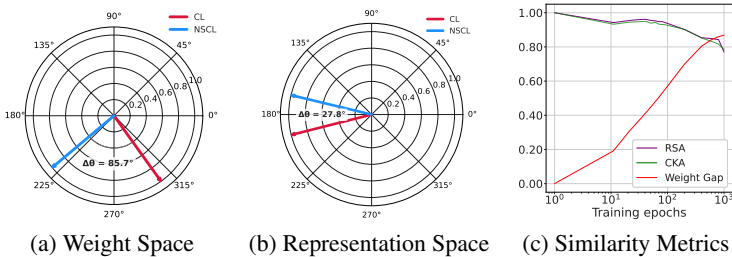 90°
135°
45°
180°
0°
225°
315°
270°
0.2
0.4
0.6
0.8
1.0
CL
NSCL
Δθ = 85.7°
(a) Weight Space
90°
135°
45°
180°
0°
225°
315°
270°
0.2
0.4
0.6
0.8
1.0
CL
NSCL
Δθ = 27.8°
(b) Representation Space
1.00
0.80
0.60
0.40
0.20
0.00
10⁰
10¹
10²
10³
Training epochs
RSA
CKA
Weight Gap
(c) Similarity Metrics